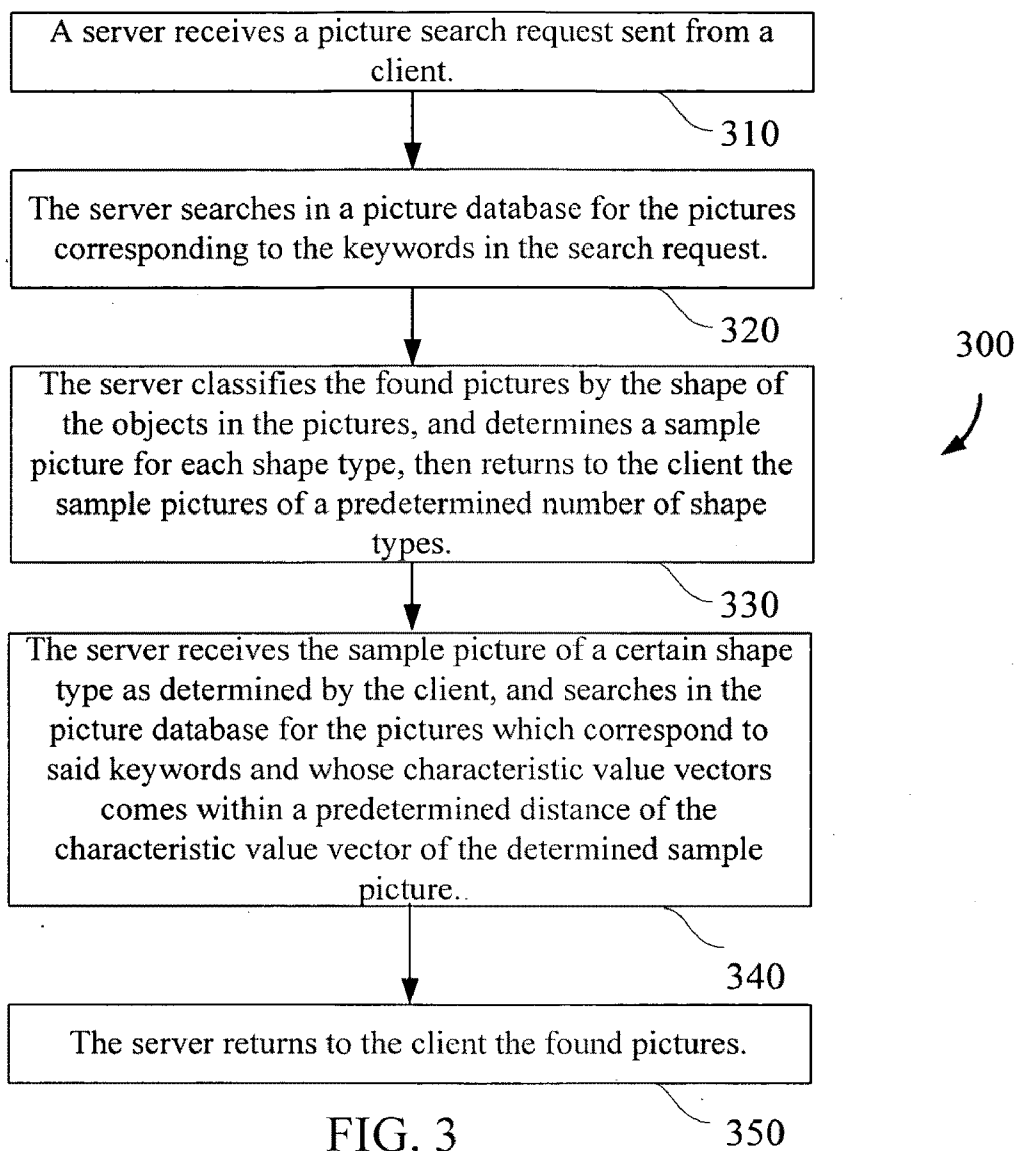 A server receives a picture search request sent from a
client.
310
The server searches in a picture database for the pictures
corresponding to the keywords in the search request.
320
300
The server classifies the found pictures by the shape of
the objects in the pictures, and determines a sample
picture for each shape type, then returns to the client the
sample pictures of a predetermined number of shape
types.
330
The server receives the sample picture of a certain shape
type as determined by the client, and searches in the
picture database for the pictures which correspond to
said keywords and whose characteristic value vectors
comes within a predetermined distance of the
characteristic value vector of the determined sample
picture..
340
The server returns to the client the found pictures.
350
FIG. 3